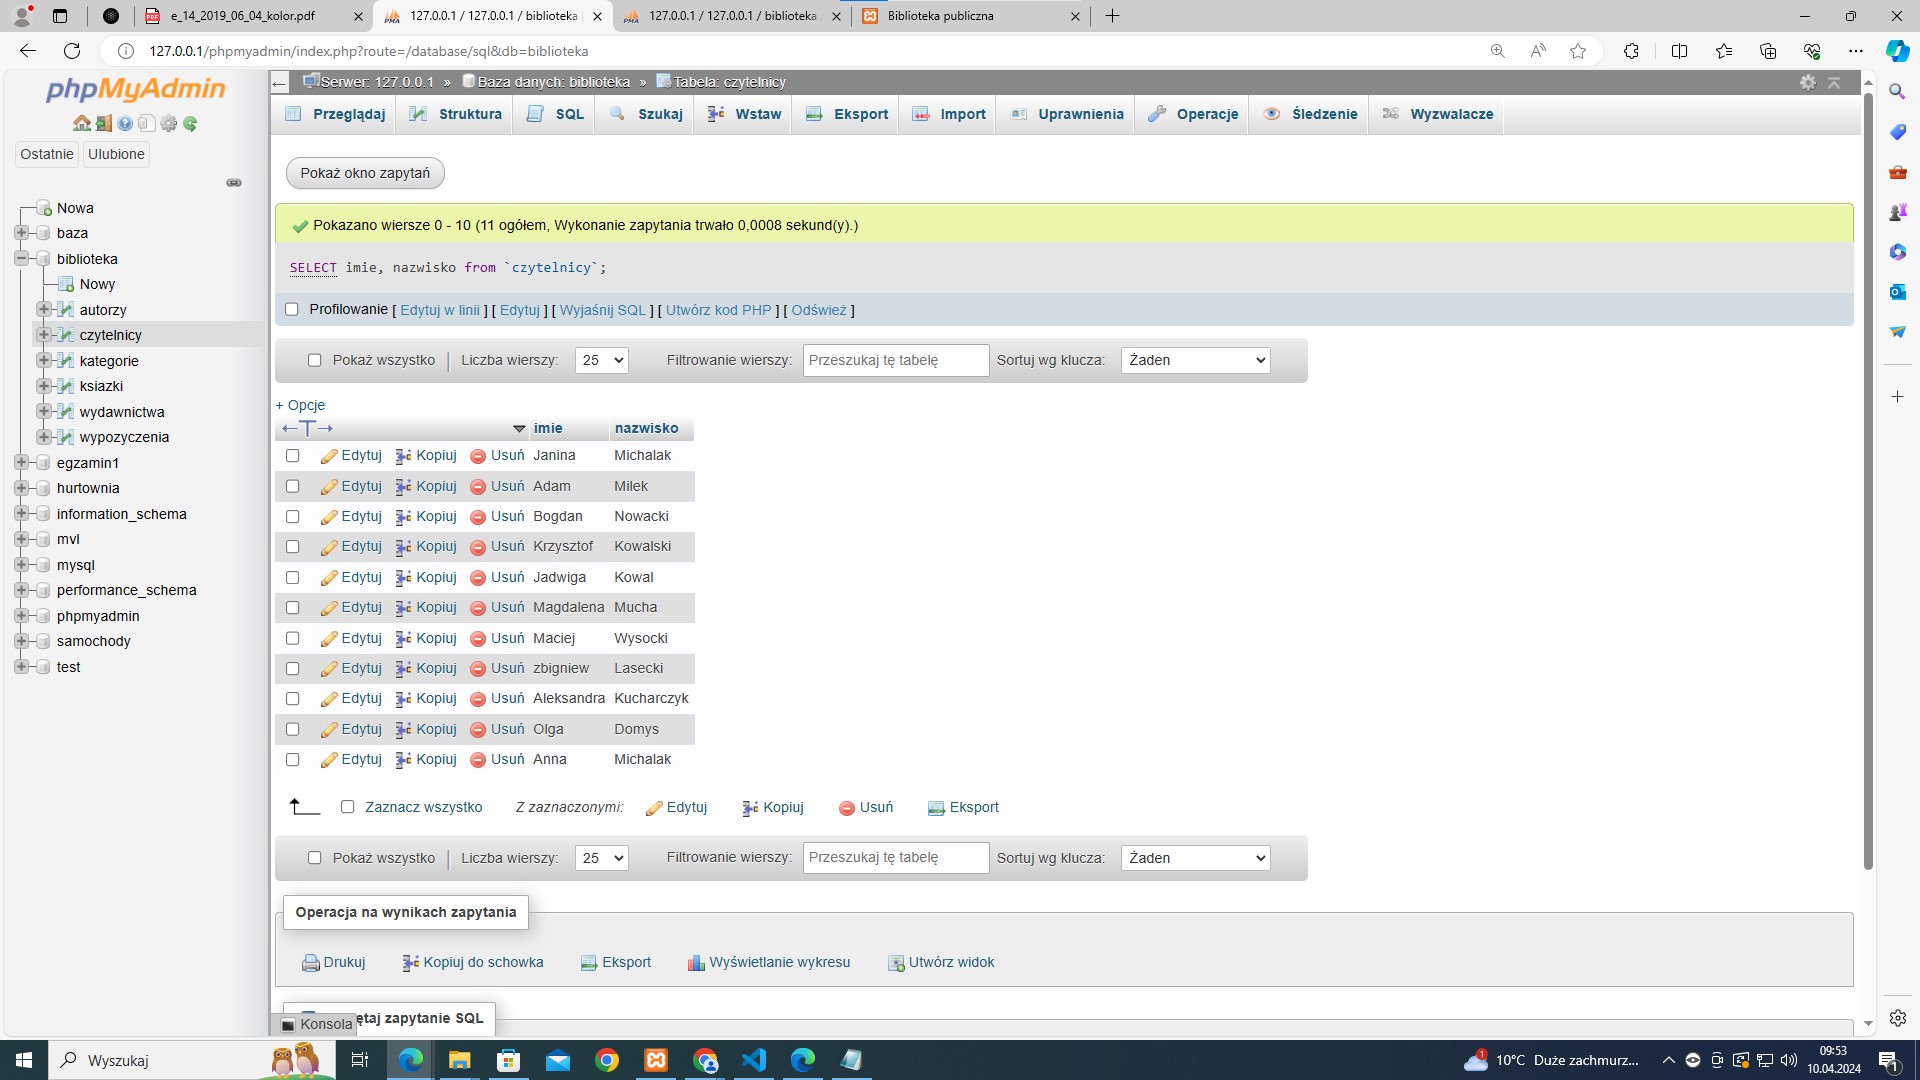 e_14_2019_06_04_kolor.pdf
127.0.0.1 / 127.0.0.1 / biblioteka
127.0.0.1 / 127.0.0.1 / biblioteka
Biblioteka publiczna
127.0.0.1/phpmyadmin/index.php?route=/database/sql&db=biblioteka
phpMyAdmin
Ostatnie
Ulubione
Nowa
baza
biblioteka
Nowy
autorzy
czytelnicy
kategorie
ksiazki
wydawnictwa
wypozyczenia
egzamin1
hurtownia
information_schema
mvl
mysql
performance_schema
phpmyadmin
samochody
test
Serwer: 127.0.0.1 » Baza danych: biblioteka » Tabela: czytelnicy
Przeglądaj Struktura SQL Szukaj Wstaw Eksport Import Uprawnienia Operacje Śledzenie Wyzwalacze
Pokaż okno zapytań
Pokazano wiersze 0 - 10 (11 ogółem, Wykonanie zapytania trwało 0,0008 sekund(y).)
SELECT imie, nazwisko from `czytelnicy`;
Profilowanie [ Edytuj w linii ] [ Edytuj ] [ Wyjaśnij SQL ] [ Utwórz kod PHP ] [ Odśwież ]
Pokaż wszystko | Liczba wierszy: 25 Filtrowanie wierszy: Przeszukaj tę tabelę Sortuj wg klucza: Żaden
+ Opcje
←T→ imie nazwisko
Edytuj Kopiuj Usuń Janina Michalak
Edytuj Kopiuj Usuń Adam Milek
Edytuj Kopiuj Usuń Bogdan Nowacki
Edytuj Kopiuj Usuń Krzysztof Kowalski
Edytuj Kopiuj Usuń Jadwiga Kowal
Edytuj Kopiuj Usuń Magdalena Mucha
Edytuj Kopiuj Usuń Maciej Wysocki
Edytuj Kopiuj Usuń zbigniew Lasecki
Edytuj Kopiuj Usuń Aleksandra Kucharczyk
Edytuj Kopiuj Usuń Olga Domys
Edytuj Kopiuj Usuń Anna Michalak
Zaznacz wszystko Z zaznaczonymi: Edytuj Kopiuj Usuń Eksport
Pokaż wszystko | Liczba wierszy: 25 Filtrowanie wierszy: Przeszukaj tę tabelę Sortuj wg klucza: Żaden
Operacja na wynikach zapytania
Drukuj Kopiuj do schowka Eksport Wyświetlanie wykresu Utwórz widok
ętaj zapytanie SQL
Konsola
Wyszukaj
1
10°C Duże zachmurz...
09:53
10.04.2024
1